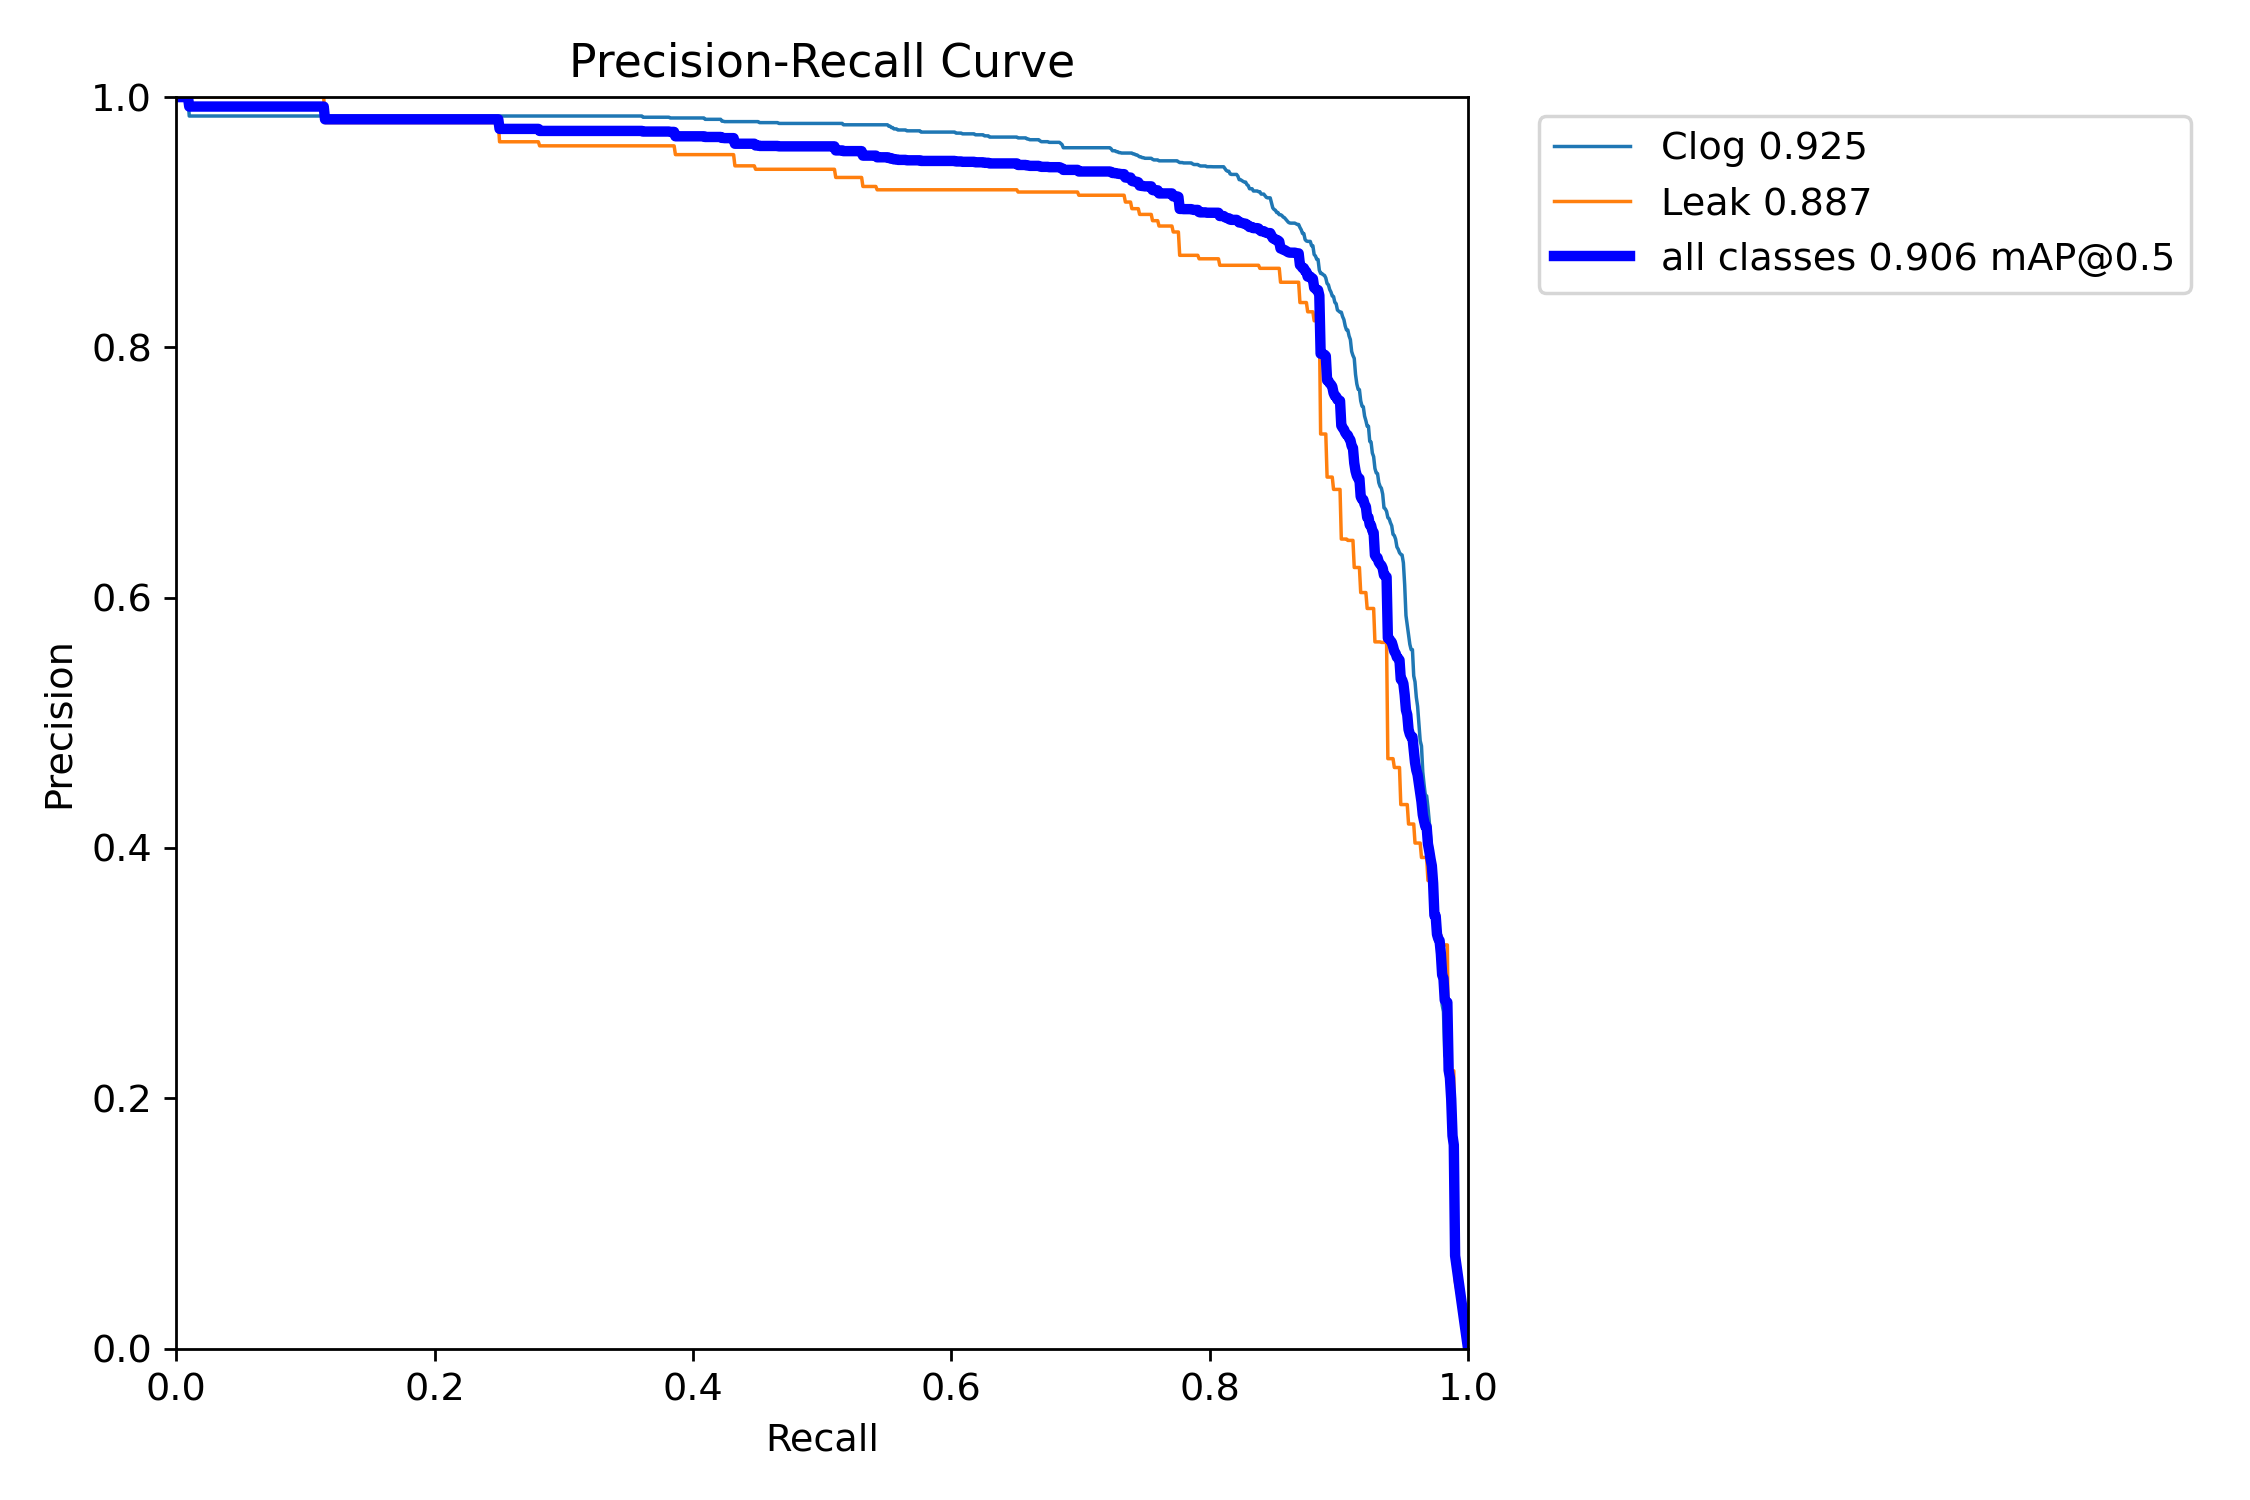 Precision-Recall Curve
1.0
0.8
0.6
0.4
0.2
0.0
Precision
0.0 0.2 0.4 0.6 0.8 1.0
Recall
Clog 0.925
Leak 0.887
all classes 0.906 mAP@0.5